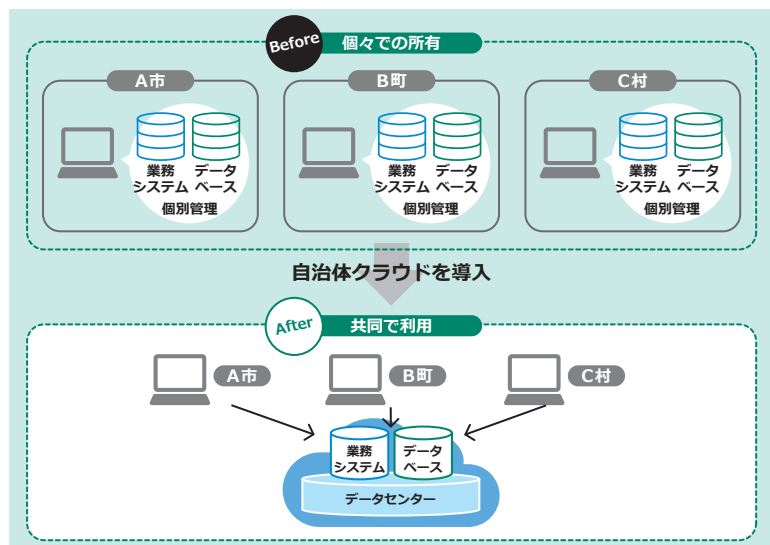 Before
個々での所有
A市
B町
C村
業務
システム
データ
ベース
個別管理
業務
システム
データ
ベース
個別管理
業務
システム
データ
ベース
個別管理
自治体クラウドを導入
After
共同で利用
A市
B町
C村
業務
システム
データ
ベース
データセンター